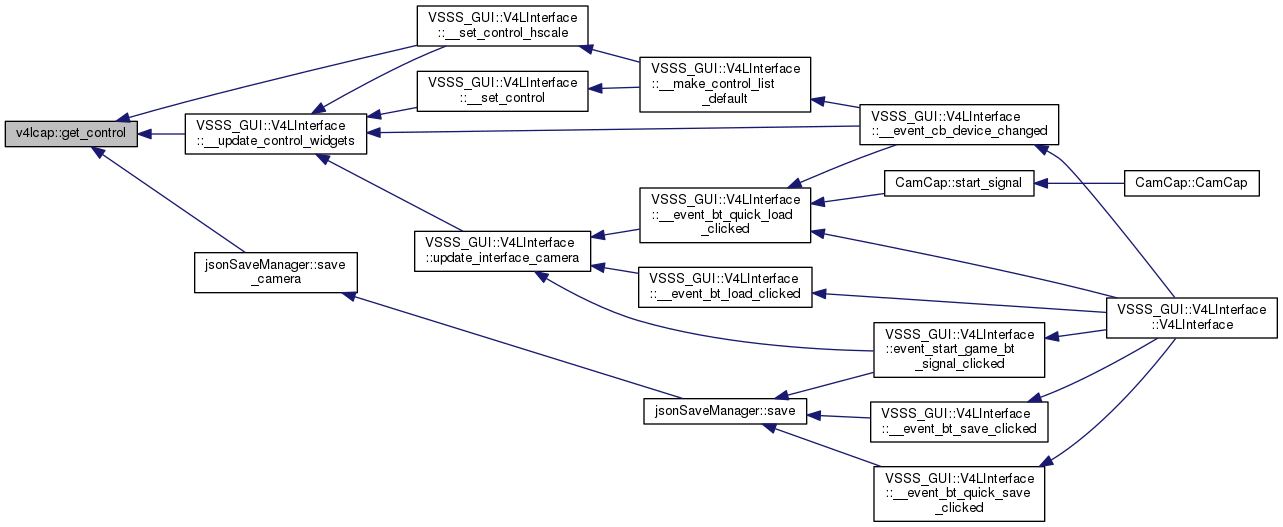 v4lcap::get_control
VSSS_GUI::V4LInterface
::__set_control_hscale
VSSS_GUI::V4LInterface
::__set_control
VSSS_GUI::V4LInterface
::__update_control_widgets
jsonSaveManager::save
_camera
VSSS_GUI::V4LInterface
::update_interface_camera
VSSS_GUI::V4LInterface
::__make_control_list
_default
VSSS_GUI::V4LInterface
::__event_bt_quick_load
_clicked
VSSS_GUI::V4LInterface
::__event_bt_load_clicked
jsonSaveManager::save
VSSS_GUI::V4LInterface
::__event_cb_device_changed
CamCap::start_signal
CamCap::CamCap
VSSS_GUI::V4LInterface
::event_start_game_bt
_signal_clicked
VSSS_GUI::V4LInterface
::__event_bt_save_clicked
VSSS_GUI::V4LInterface
::__event_bt_quick_save
_clicked
VSSS_GUI::V4LInterface
::V4LInterface